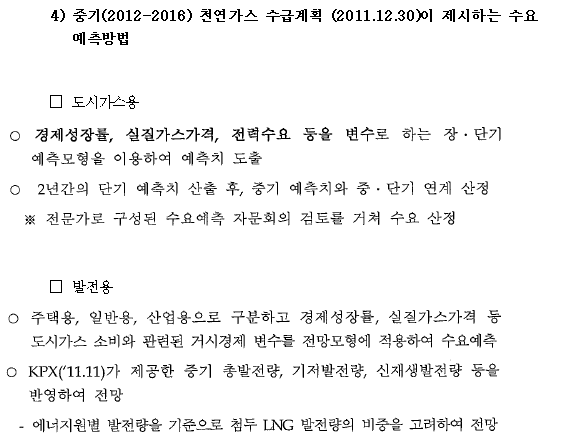 4) 중기(2012-2016) 천연가스 수급계획 (2011.12.30)이 제시하는 수요
예측방법
□ 도시가스용
○ 경제성장률, 실질가스가격, 전력수요 등을 변수로 하는 장·단기
예측모형을 이용하여 예측치 도출
○ 2년간의 단기 예측치 산출 후, 중기 예측치와 중·단기 연계 산정
※ 전문가로 구성된 수요예측 자문회의 검토를 거쳐 수요 산정
□ 발전용
○ 주택용, 일반용, 산업용으로 구분하고 경제성장률, 실질가스가격 등
도시가스 소비와 관련된 거시경제 변수를 전망모형에 적용하여 수요예측
○ KPX('11.11)가 제공한 중기 총발전량, 기저발전량, 신재생발전량 등을
반영하여 전망
- 에너지원별 발전량을 기준으로 첨두 LNG 발전량의 비중을 고려하여 전망